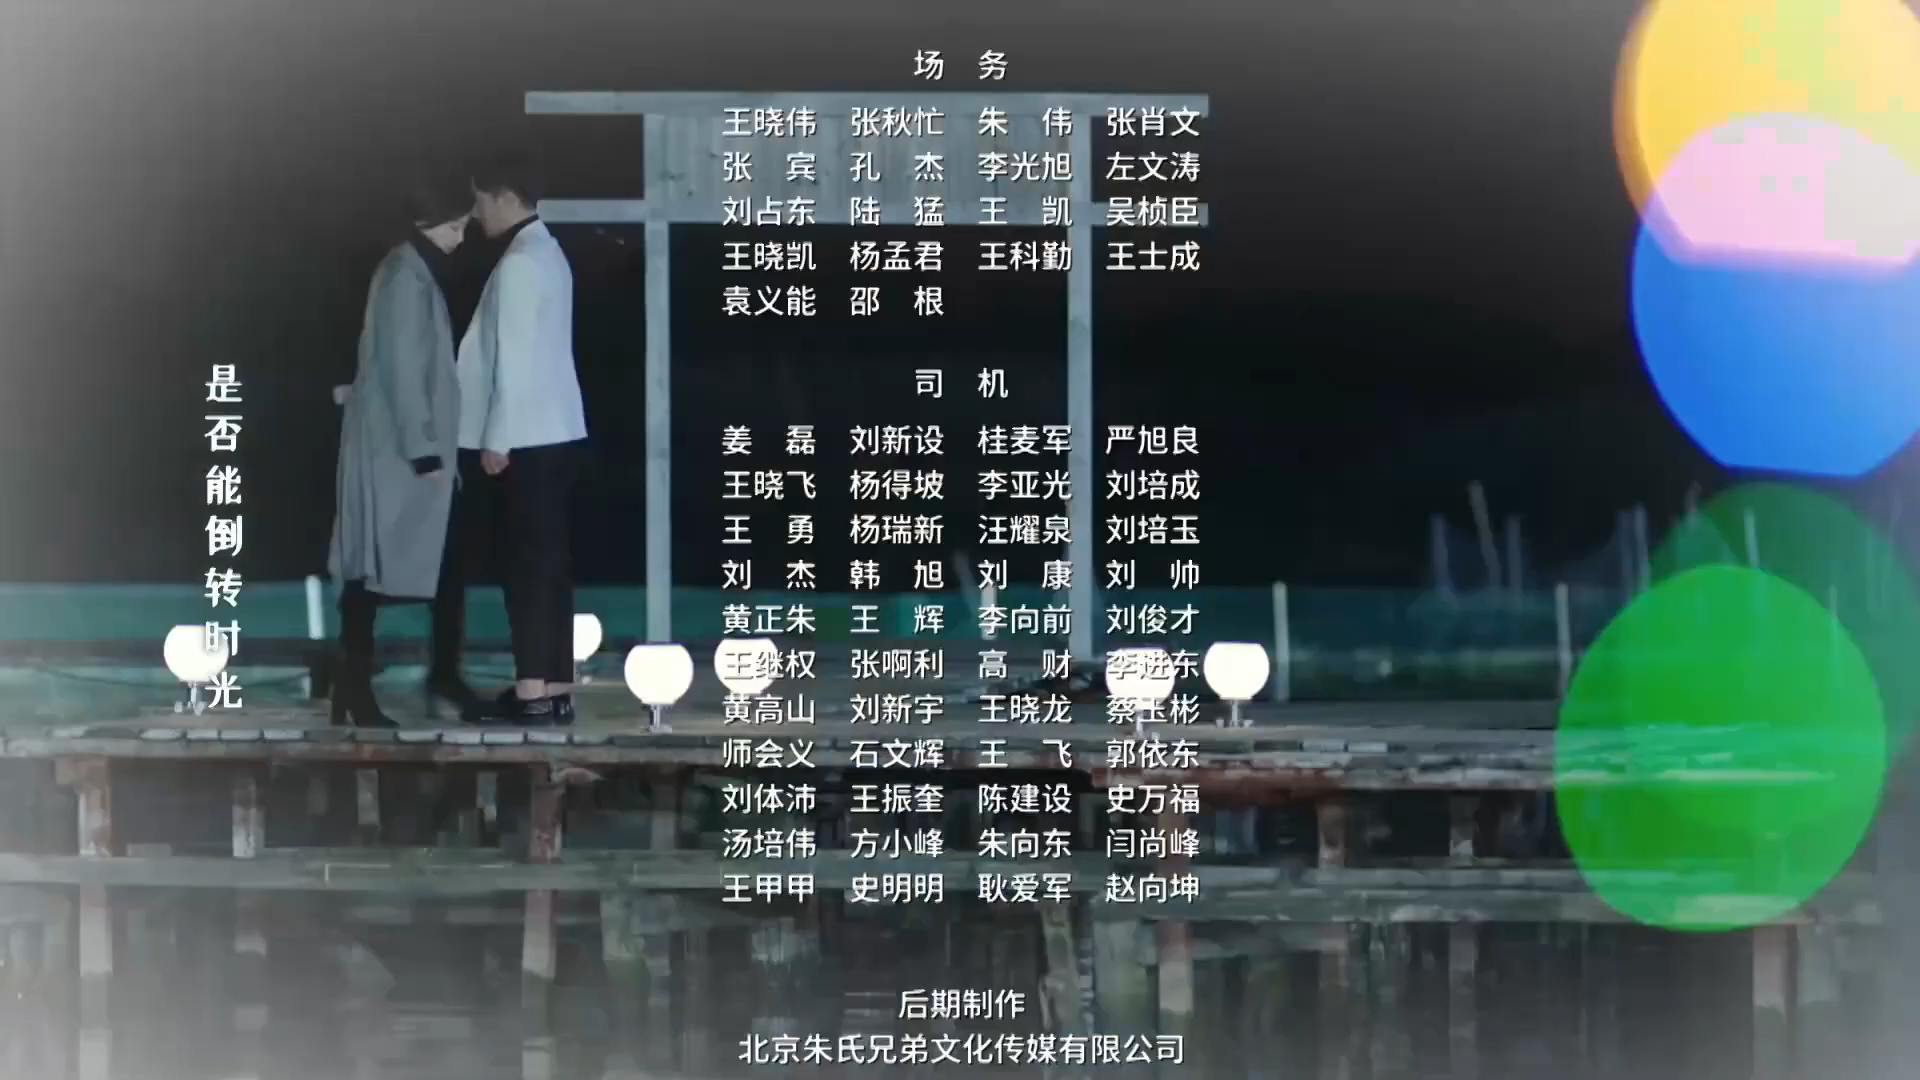 场 务
王晓伟 张秋忙 朱 伟 张肖文
张 宾 孔 杰 李光旭 左文涛
刘占东 陆 猛 王 凯 吴桢臣
王晓凯 杨孟君 王科勤 王士成
袁义能 邵 根
司 机
姜 磊 刘新设 桂麦军 严旭良
王晓飞 杨得坡 李亚光 刘培成
王 勇 杨瑞新 汪耀泉 刘培玉
刘 杰 韩 旭 刘 康 刘 帅
黄正朱 王 辉 李向前 刘俊才
王继权 张啊利 高 财 李进东
黄高山 刘新宇 王晓龙 蔡玉彬
师会义 石文辉 王 飞 郭依东
刘体沛 王振奎 陈建设 史万福
汤培伟 方小峰 朱向东 闫尚峰
王甲甲 史明明 耿爱军 赵向坤
后期制作
北京朱氏兄弟文化传媒有限公司
是否能倒转时光